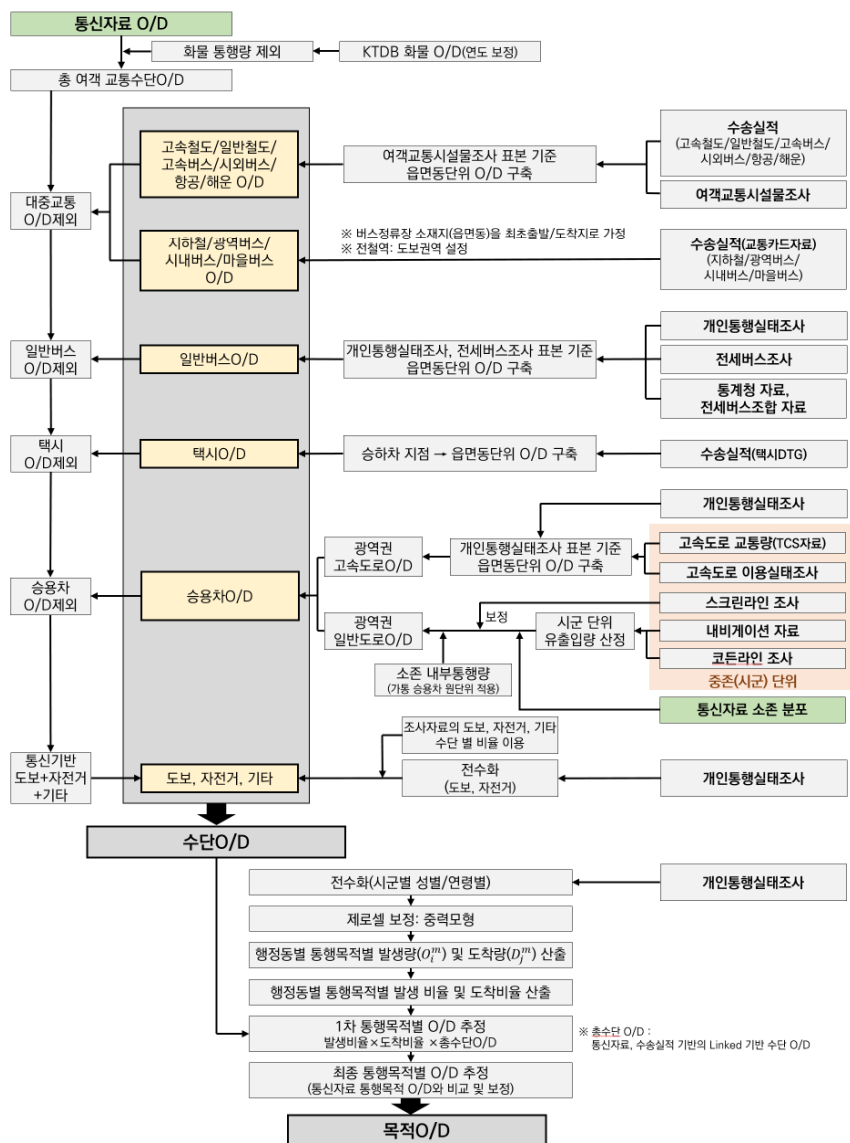 통신자료 O/D
화물 통행량 제외
KTDB 화물 O/D(연도 보정)
총 여객 교통수단O/D
고속철도/일반철도/
고속버스/시외버스/
항공/해운 O/D
여객교통시설물조사 표본 기준
읍면동단위 O/D 구축
수송실적
(고속철도/일반철도/고속버스/
시외버스/항공/해운)
여객교통시설물조사
대중교통
O/D제외
지하철/광역버스/
시내버스/마을버스
O/D
※ 버스정류장 소재지(읍면동)을 최초출발/도착지로 가정
※ 전철역: 도보권역 설정
수송실적(교통카드자료)
(지하철/광역버스/
시내버스/마을버스)
일반버스
O/D제외
일반버스O/D
개인통행실태조사, 전세버스조사 표본 기준
읍면동단위 O/D 구축
개인통행실태조사
전세버스조사
통계청 자료,
전세버스조합 자료
택시
O/D제외
택시O/D
승하차 지점 → 읍면동단위 O/D 구축
수송실적(택시DTG)
개인통행실태조사
승용차
O/D제외
승용차O/D
광역권
고속도로O/D
개인통행실태조사 표본 기준
읍면동단위 O/D 구축
고속도로 교통량(TCS자료)
고속도로 이용실태조사
광역권
일반도로O/D
보정
시군 단위
유출입량 산정
스크린라인 조사
내비게이션 자료
코든라인 조사
중존(시군) 단위
소존 내부통행량
(가통 승용차 원단위 적용)
통신자료 소존 분포
통신기반
도보+자전거
+기타
도보, 자전거, 기타
조사자료의 도보, 자전거, 기타
수단 별 비율 이용
전수화
(도보, 자전거)
개인통행실태조사
수단O/D
전수화(시군별 성별/연령별)
개인통행실태조사
제로셀 보정: 중력모형
행정동별 통행목적별 발생량(O_i^m) 및 도착량(D_j^m) 산출
행정동별 통행목적별 발생 비율 및 도착비율 산출
1차 통행목적별 O/D 추정
발생비율×도착비율 ×총수단O/D
※ 총수단 O/D :
통신자료, 수송실적 기반의 Linked 기반 수단 O/D
최종 통행목적별 O/D 추정
(통신자료 통행목적 O/D와 비교 및 보정)
목적O/D